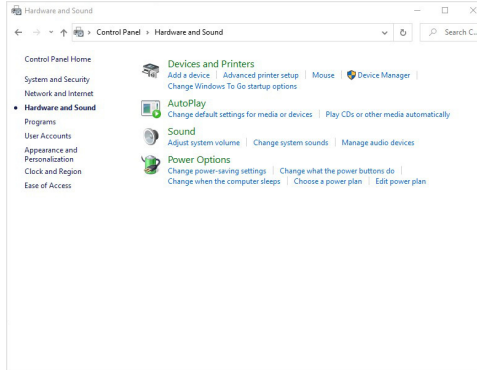 Hardware and Sound
Control Panel > Hardware and Sound
Search C...
Control Panel Home
System and Security
Network and Internet
Hardware and Sound
Programs
User Accounts
Appearance and
Personalization
Clock and Region
Ease of Access
Devices and Printers
Add a device | Advanced printer setup | Mouse | Device Manager |
Change Windows To Go startup options
AutoPlay
Change default settings for media or devices | Play CDs or other media automatically
Sound
Adjust system volume | Change system sounds | Manage audio devices
Power Options
Change power-saving settings | Change what the power buttons do |
Change when the computer sleeps | Choose a power plan | Edit power plan